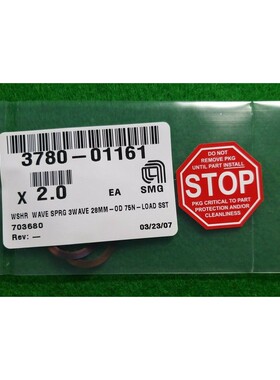 3780-01161
X 2.0 EA
SMG
WSHR WAVE SPRG 3WAVE 28MM-OD 75N-LOAD SST
703680
Rev: — 03/23/07
DO NOT
REMOVE PKG
UNTIL PART INSTALL
STOP
PKG CRITICAL TO PART
PROTECTION AND/OR
CLEANLINESS